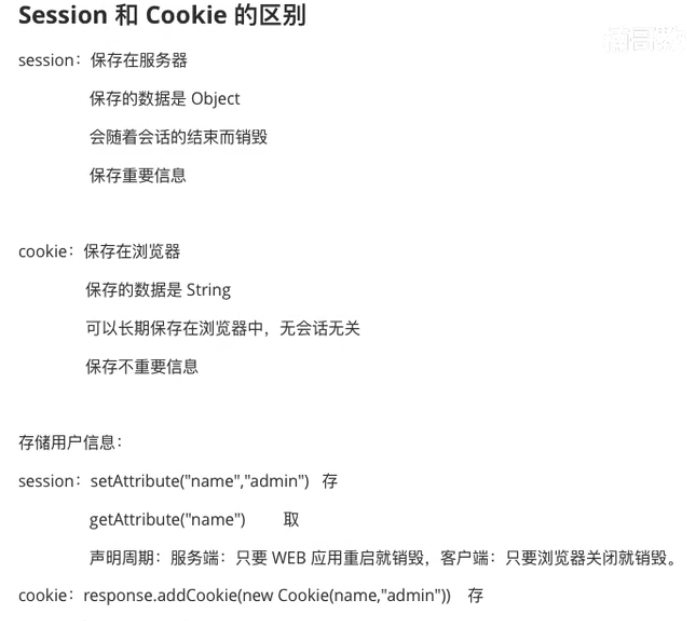 Session 和 Cookie 的区别
session：保存在服务器
保存的数据是 Object
会随着会话的结束而销毁
保存重要信息
cookie：保存在浏览器
保存的数据是 String
可以长期保存在浏览器中，无会话无关
保存不重要信息
存储用户信息：
session：setAttribute("name","admin") 存
getAttribute("name") 取
声明周期：服务端：只要 WEB 应用重启就销毁，客户端：只要浏览器关闭就销毁。
cookie：response.addCookie(new Cookie(name,"admin")) 存